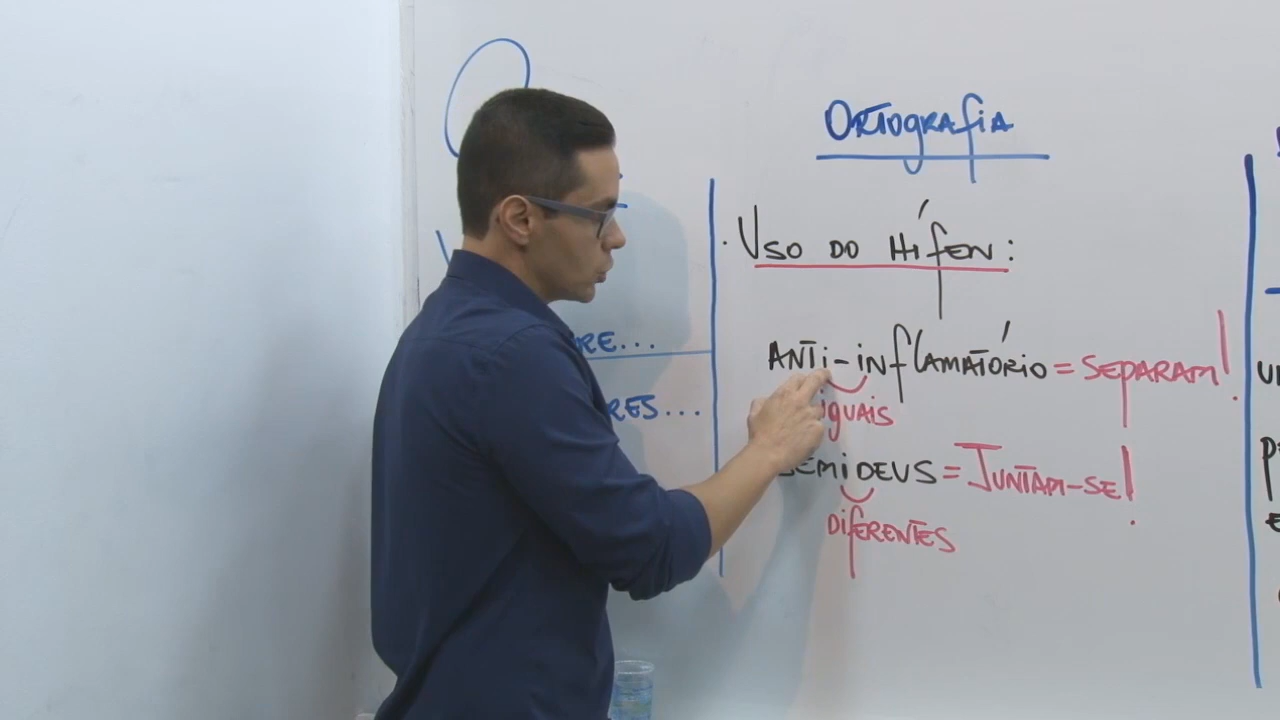 Ortografia
· Uso do hífen:
anti-inflamatório = separam!
iguais
semideus = Juntam-se!
diferentes
RE...
RES...